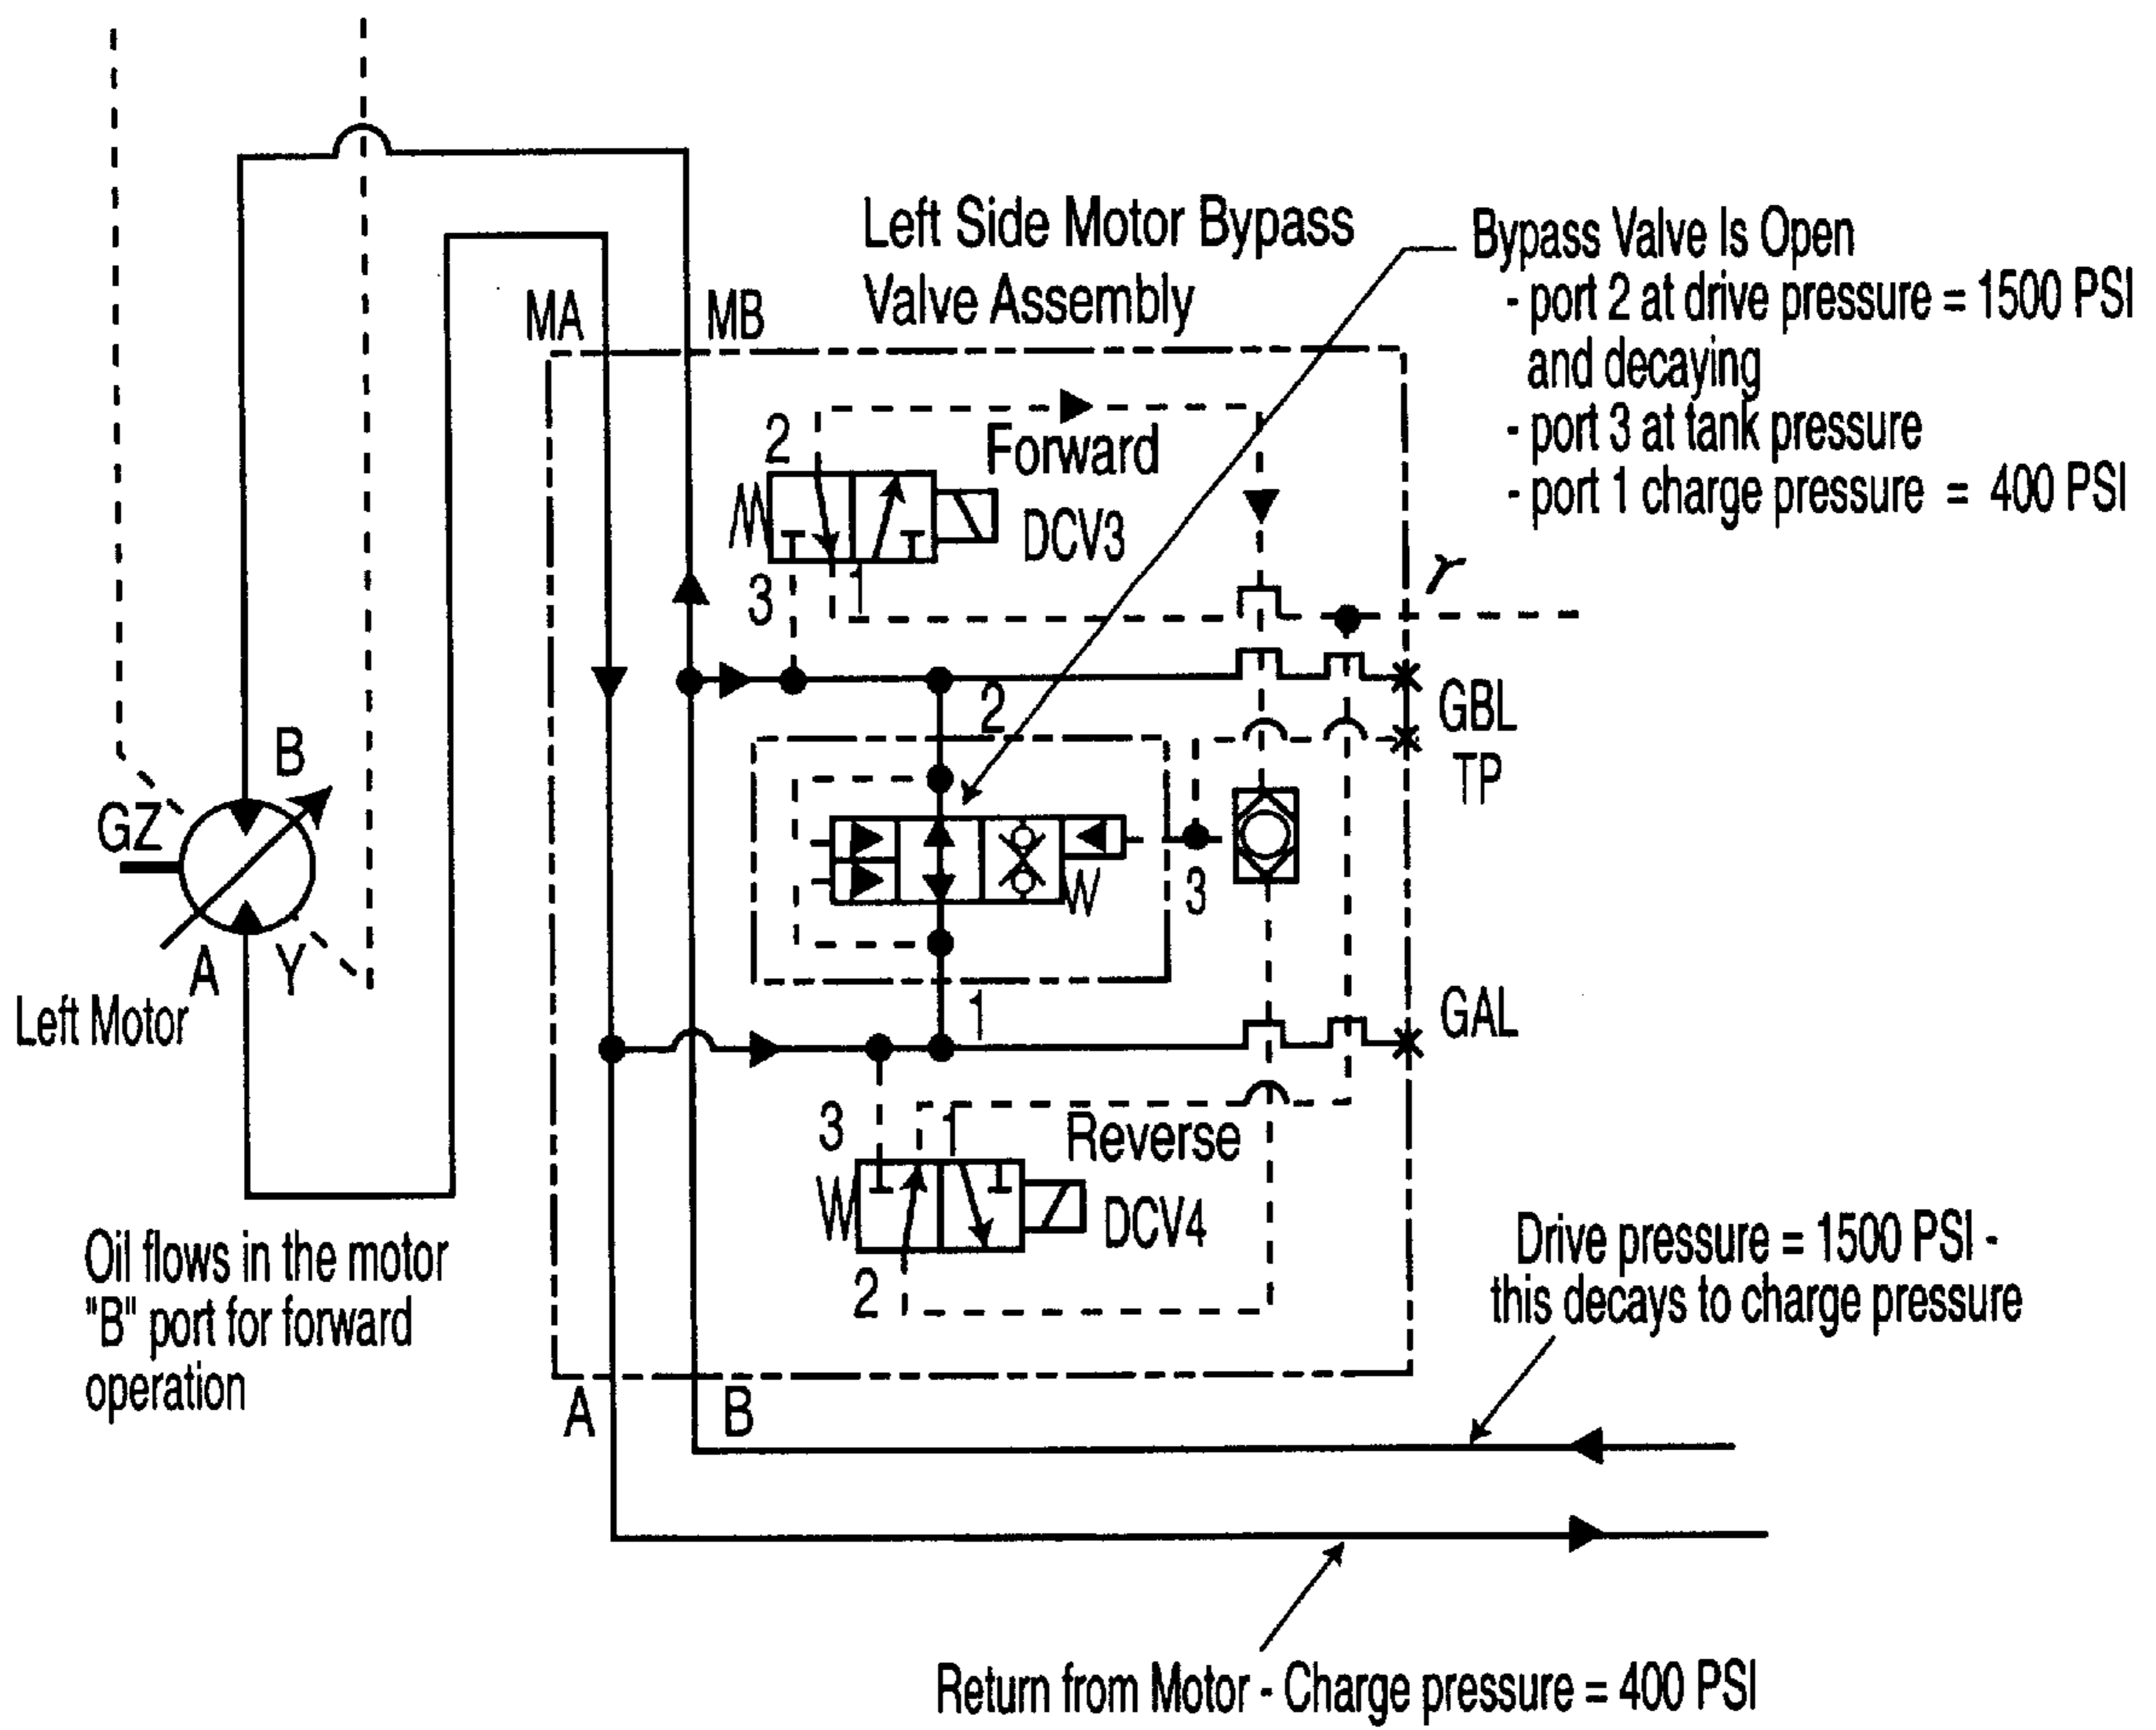 Left Side Motor Bypass
Valve Assembly
Bypass Valve Is Open
- port 2 at drive pressure = 1500 PSI
and decaying
- port 3 at tank pressure
- port 1 charge pressure = 400 PSI
MA
MB
2
Forward
DCV3
3
1
GBL
TP
2
B
GZ
A
Y
Left Motor
3
1
GAL
3
1
Reverse
DCV4
2
Oil flows in the motor
"B" port for forward
operation
A
B
Drive pressure = 1500 PSI -
this decays to charge pressure
Return from Motor - Charge pressure = 400 PSI